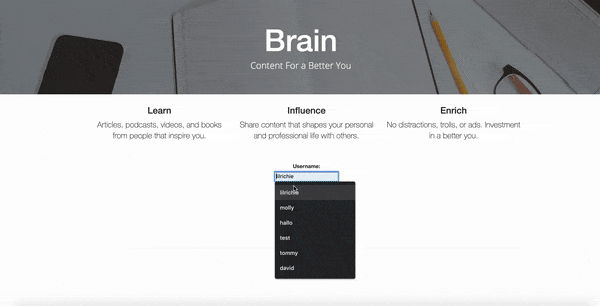 Brain
Content For a Better You
Learn
Articles, podcasts, videos, and books
from people that inspire you.
Influence
Share content that shapes your personal
and professional life with others.
Enrich
No distractions, trolls, or ads. Investment
in a better you.
Username:
lilrichie
lilrichie
molly
hallo
test
tommy
david